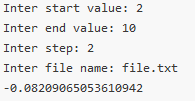 Inter start value: 2
Inter end value: 10
Inter step: 2
Inter file name: file.txt
-0.08209065053610942